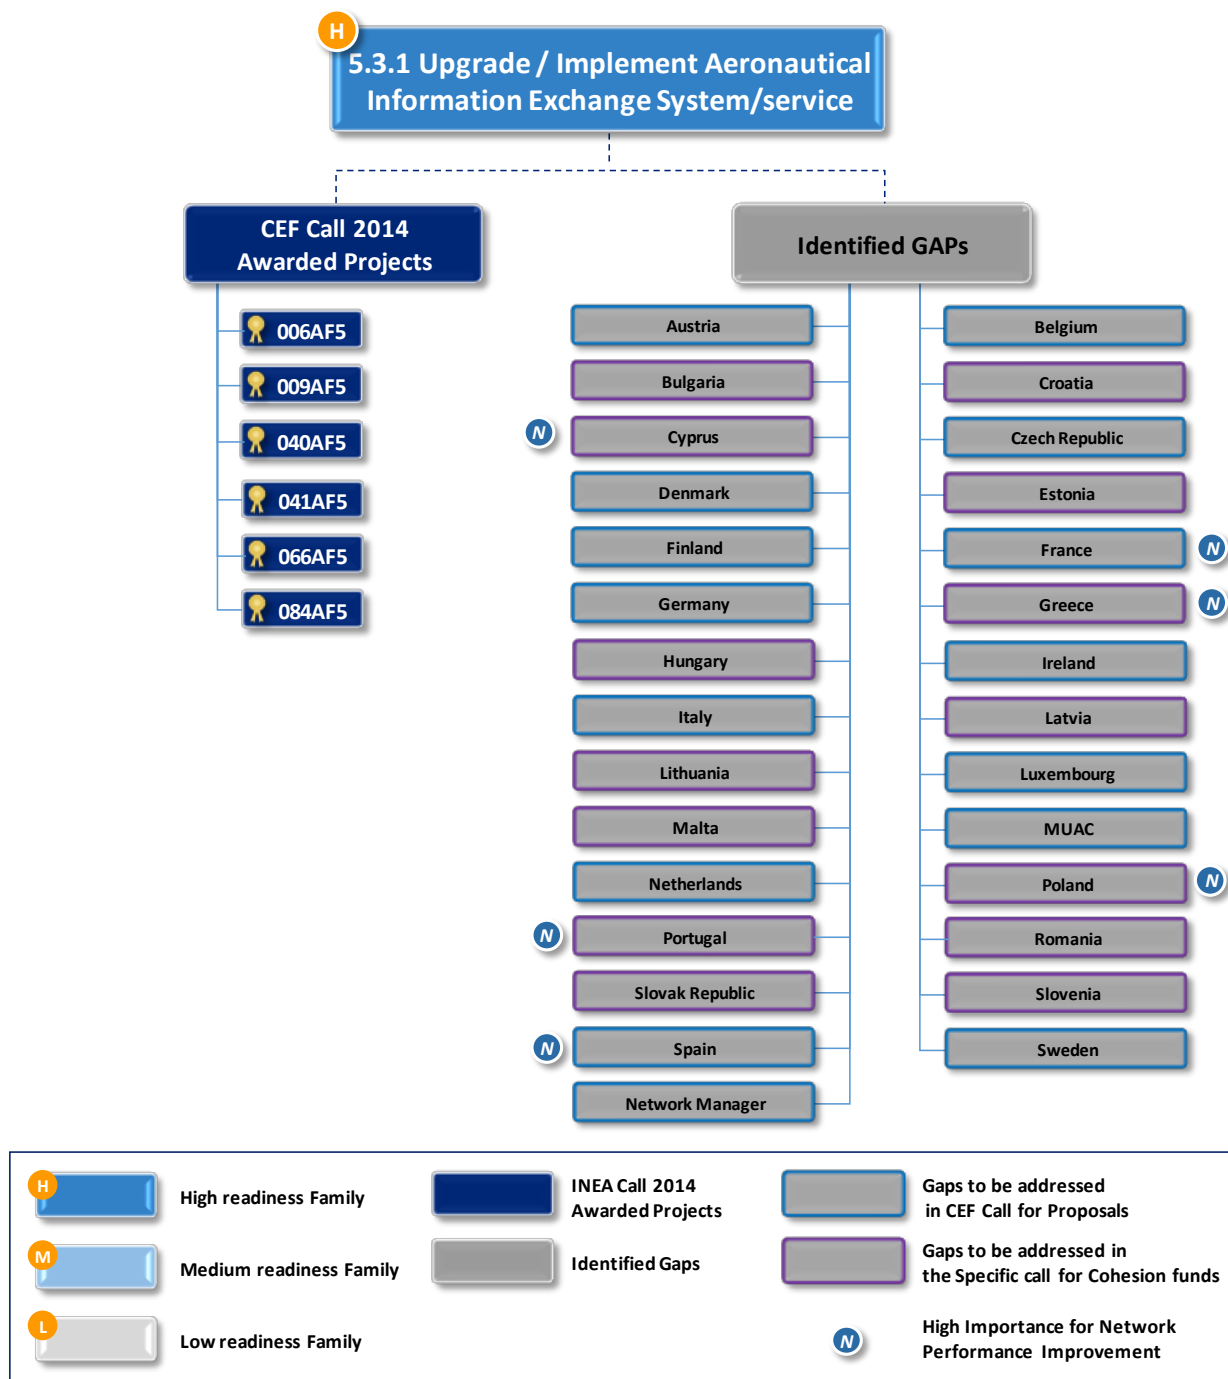 H
5.3.1 Upgrade / Implement Aeronautical
Information Exchange System/service
CEF Call 2014
Awarded Projects
Identified GAPs
006AF5
009AF5
040AF5
041AF5
066AF5
084AF5
Austria
Bulgaria
N
Cyprus
Denmark
Finland
Germany
Hungary
Italy
Lithuania
Malta
Netherlands
N
Portugal
Slovak Republic
N
Spain
Network Manager
Belgium
Croatia
Czech Republic
Estonia
France
N
Greece
N
Ireland
Latvia
Luxembourg
MUAC
Poland
N
Romania
Slovenia
Sweden
H
High readiness Family
M
Medium readiness Family
L
Low readiness Family
INEA Call 2014
Awarded Projects
Identified Gaps
Gaps to be addressed
in CEF Call for Proposals
Gaps to be addressed in
the Specific call for Cohesion funds
N
High Importance for Network
Performance Improvement